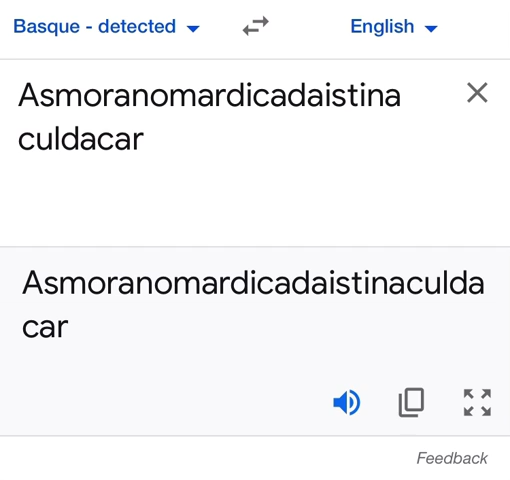 Basque - detected English
Asmoranomardicadaistina
culdacar
Asmoranomardicadaistinaculda
car
Feedback